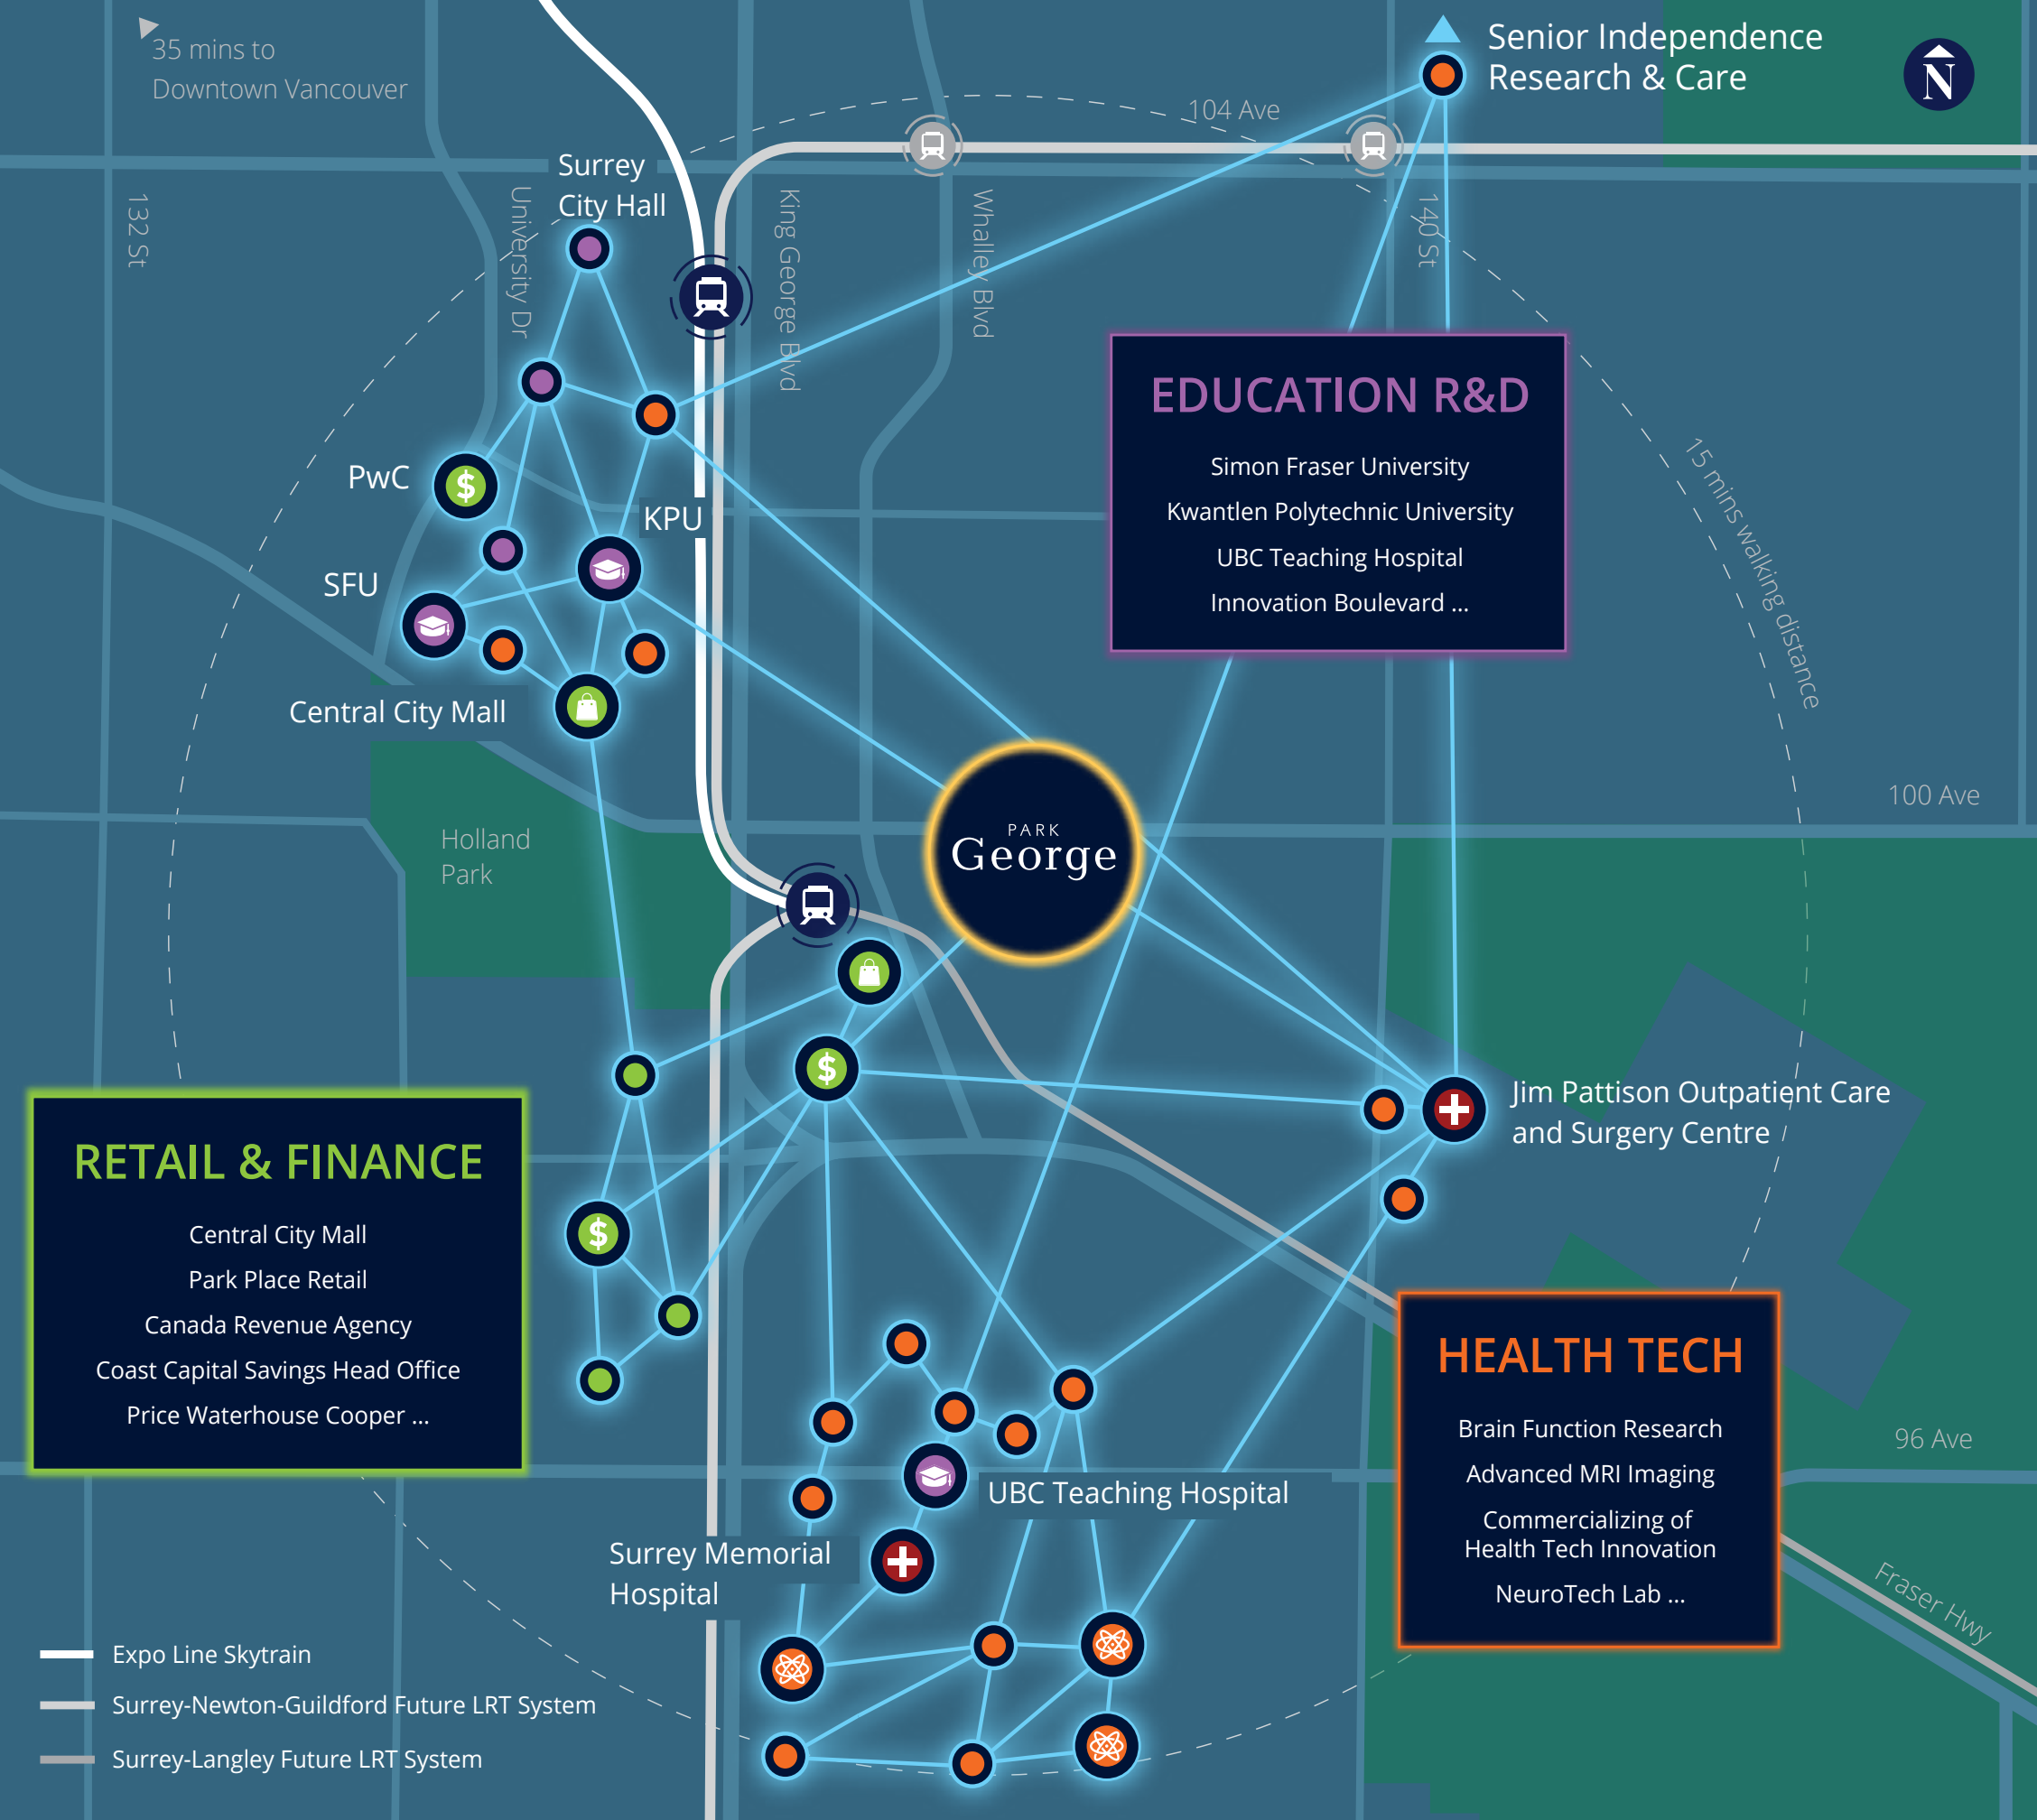 35 mins to
Downtown Vancouver
Senior Independence
Research & Care
N
104 Ave
Surrey
City Hall
132 St
University Dr
King George Blvd
Whalley Blvd
140 St
EDUCATION R&D
Simon Fraser University
Kwantlen Polytechnic University
UBC Teaching Hospital
Innovation Boulevard ...
15 mins walking distance
PwC
$
KPU
SFU
Central City Mall
100 Ave
Holland
Park
PARK
George
$
Jim Pattison Outpatient Care
and Surgery Centre
RETAIL & FINANCE
Central City Mall
Park Place Retail
Canada Revenue Agency
Coast Capital Savings Head Office
Price Waterhouse Cooper ...
$
HEALTH TECH
Brain Function Research
Advanced MRI Imaging
Commercializing of
Health Tech Innovation
NeuroTech Lab ...
96 Ave
UBC Teaching Hospital
Surrey Memorial
Hospital
Fraser Hwy
Expo Line Skytrain
Surrey-Newton-Guildford Future LRT System
Surrey-Langley Future LRT System